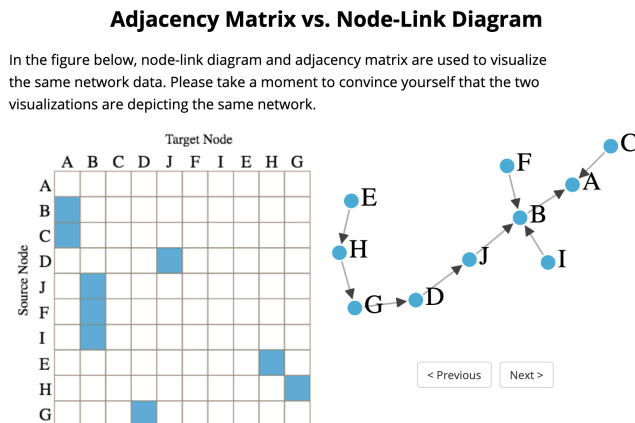 Adjacency Matrix vs. Node-Link Diagram
In the figure below, node-link diagram and adjacency matrix are used to visualize
the same network data. Please take a moment to convince yourself that the two
visualizations are depicting the same network.
Target Node
A B C D J F I E H G
Source Node
A
B
C
D
J
F
I
E
H
G
C
F
A
E
B
H
J
I
G
D
< Previous
Next >